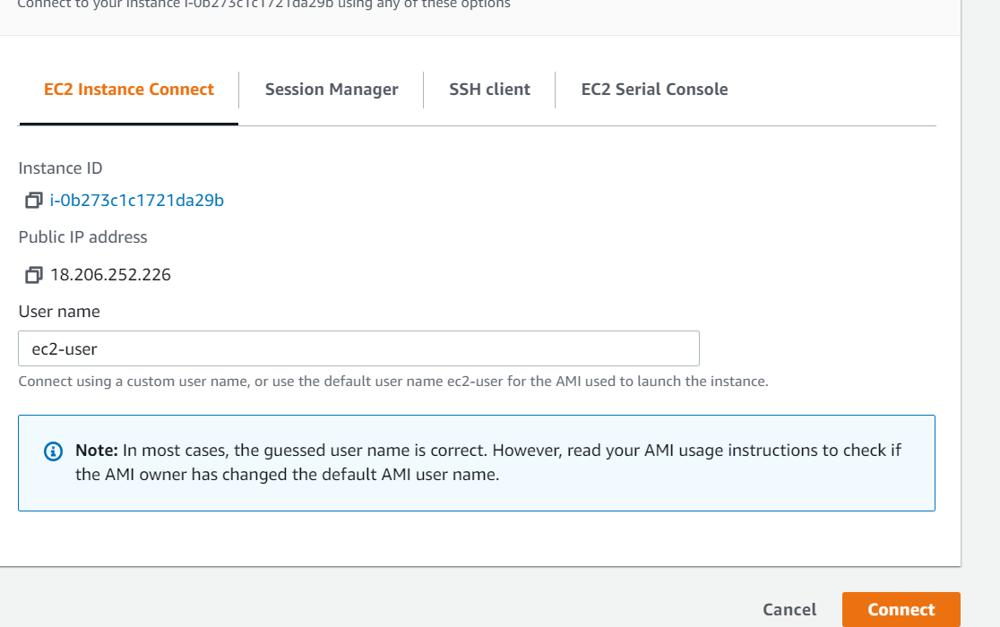 Connect to your instance i-0b273c1c1721da29b using any of these options
EC2 Instance Connect
Session Manager
SSH client
EC2 Serial Console
Instance ID
i-0b273c1c1721da29b
Public IP address
18.206.252.226
User name
ec2-user
Connect using a custom user name, or use the default user name ec2-user for the AMI used to launch the instance.
Note: In most cases, the guessed user name is correct. However, read your AMI usage instructions to check if
the AMI owner has changed the default AMI user name.
Cancel
Connect